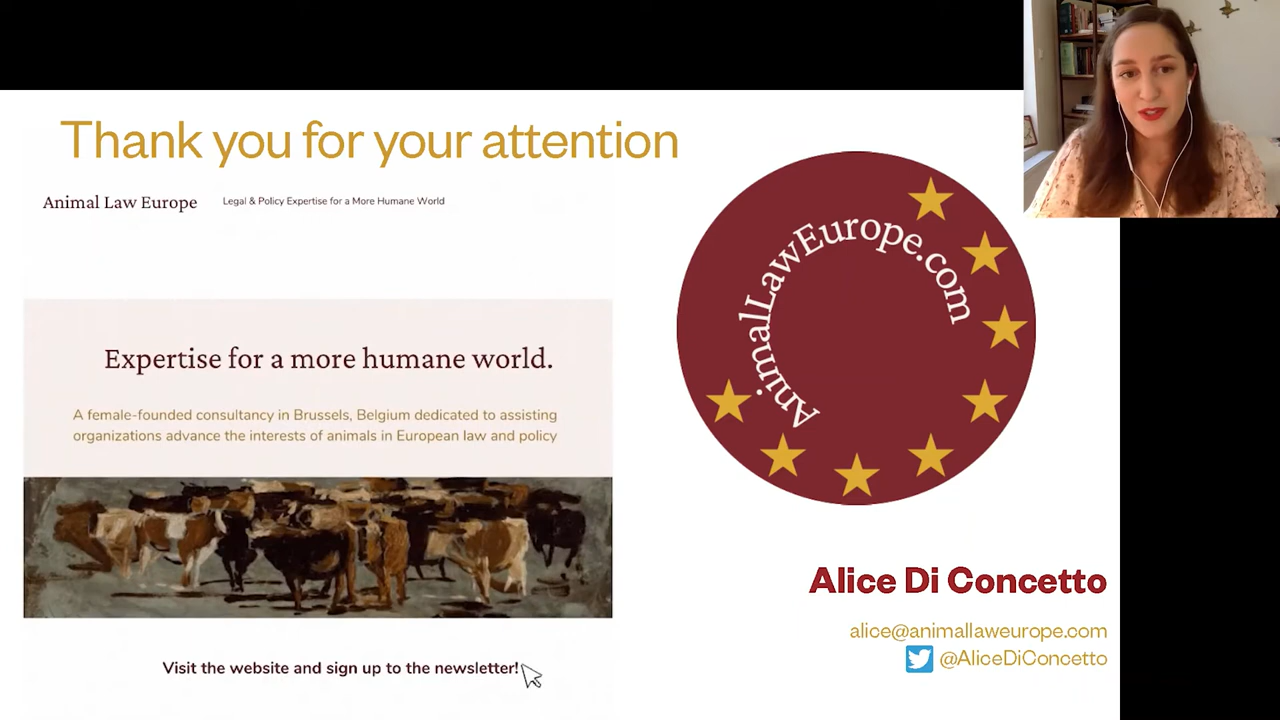 Thank you for your attention
Animal Law Europe
Legal & Policy Expertise for a More Humane World
AnimalLawEurope.com
Expertise for a more humane world.
A female-founded consultancy in Brussels, Belgium dedicated to assisting
organizations advance the interests of animals in European law and policy
Visit the website and sign up to the newsletter!
Alice Di Concetto
alice@animallaweurope.com
@AliceDiConcetto